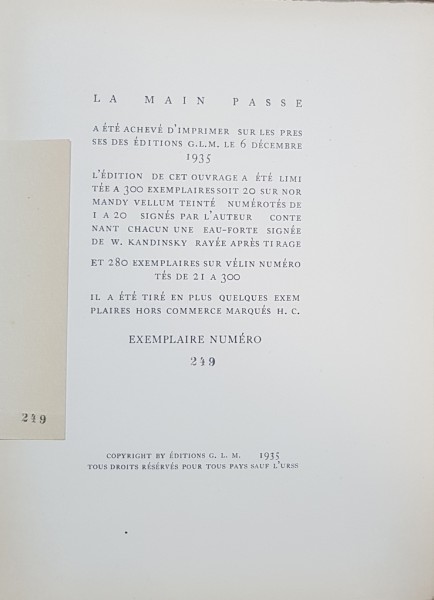 LA MAIN PASSE
A ÉTÉ ACHEVÉ D'IMPRIMER SUR LES PRES
SES DES ÉDITIONS G.L.M. LE 6 DÉCEMBRE
1935
L'ÉDITION DE CET OUVRAGE A ÉTÉ LIMI
TÉE A 300 EXEMPLAIRES SOIT 20 SUR NOR
MANDY VELLUM TEINTÉ NUMÉROTÉS DE
1 A 20 SIGNÉS PAR L'AUTEUR CONTE
NANT CHACUN UNE EAU-FORTE SIGNÉE
DE W. KANDINSKY RAYÉE APRÈS TIRAGE
ET 280 EXEMPLAIRES SUR VÉLIN NUMÉRO
TÉS DE 21 A 300
IL A ÉTÉ TIRÉ EN PLUS QUELQUES EXEM
PLAIRES HORS COMMERCE MARQUÉS H. C.
EXEMPLAIRE NUMÉRO
249
249
COPYRIGHT BY ÉDITIONS G. L. M. 1935
TOUS DROITS RÉSÉRVÉS POUR TOUS PAYS SAUF L'URSS